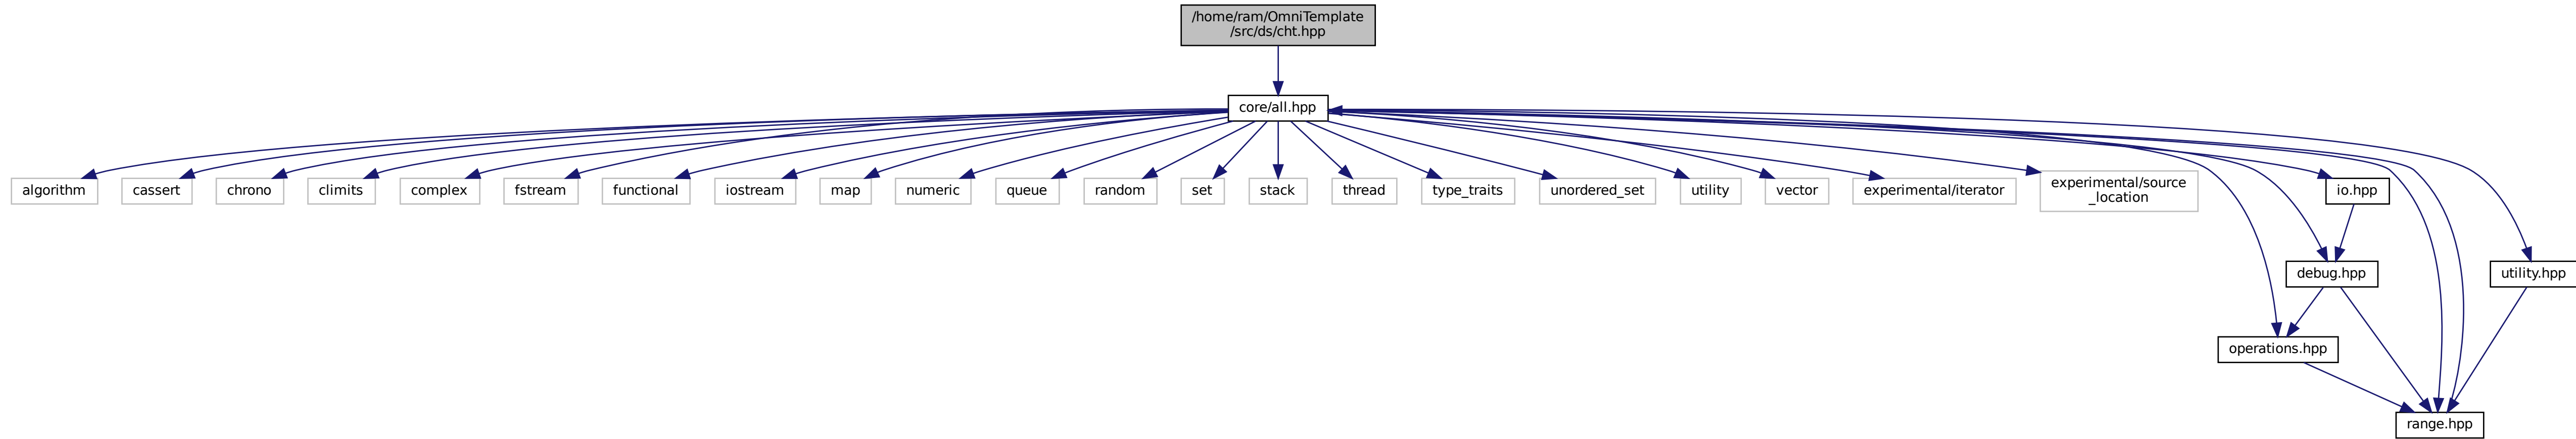 /home/ram/OmniTemplate
/src/ds/cht.hpp
core/all.hpp
algorithm
cassert
chrono
climits
complex
fstream
functional
iostream
map
numeric
queue
random
set
stack
thread
type_traits
unordered_set
utility
vector
experimental/iterator
experimental/source
_location
io.hpp
debug.hpp
utility.hpp
operations.hpp
range.hpp